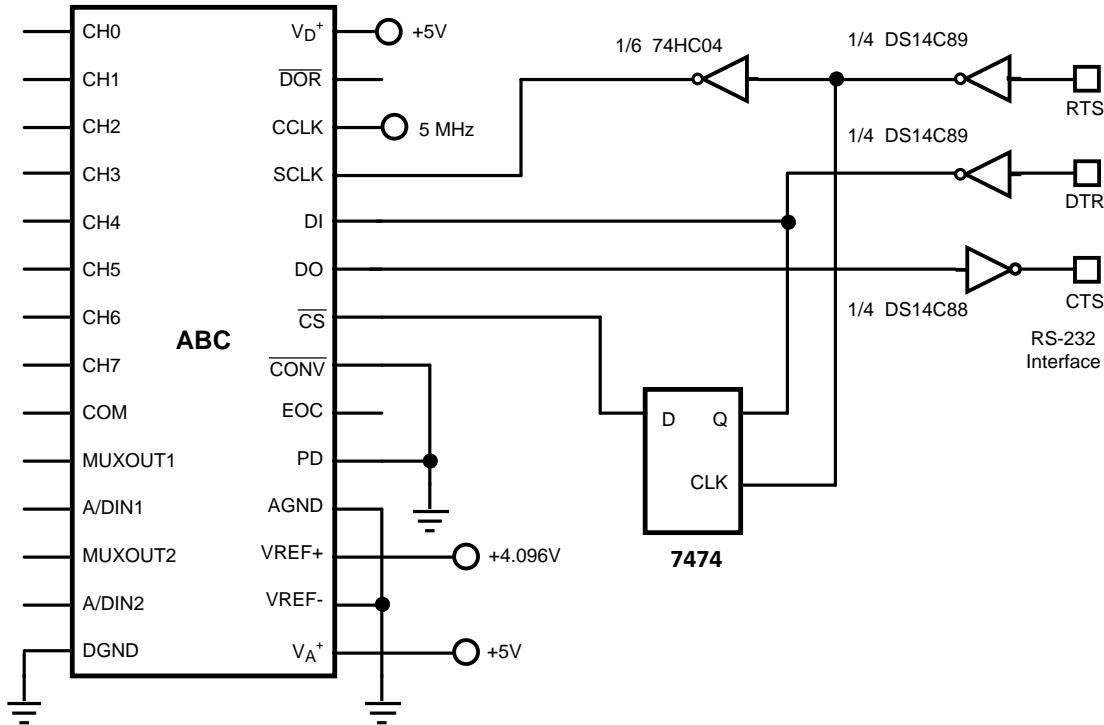 CH0
CH1
CH2
CH3
CH4
CH5
CH6
CH7
COM
MUXOUT1
A/DIN1
MUXOUT2
A/DIN2
DGND
ABC
VD+
DOR
CCLK
SCLK
DI
DO
CS
CONV
EOC
PD
AGND
VREF+
VREF-
VA+
+5V
5 MHz
+4.096V
+5V
1/6 74HC04
1/4 DS14C89
RTS
1/4 DS14C89
DTR
1/4 DS14C88
CTS
RS-232
Interface
D Q
CLK
7474